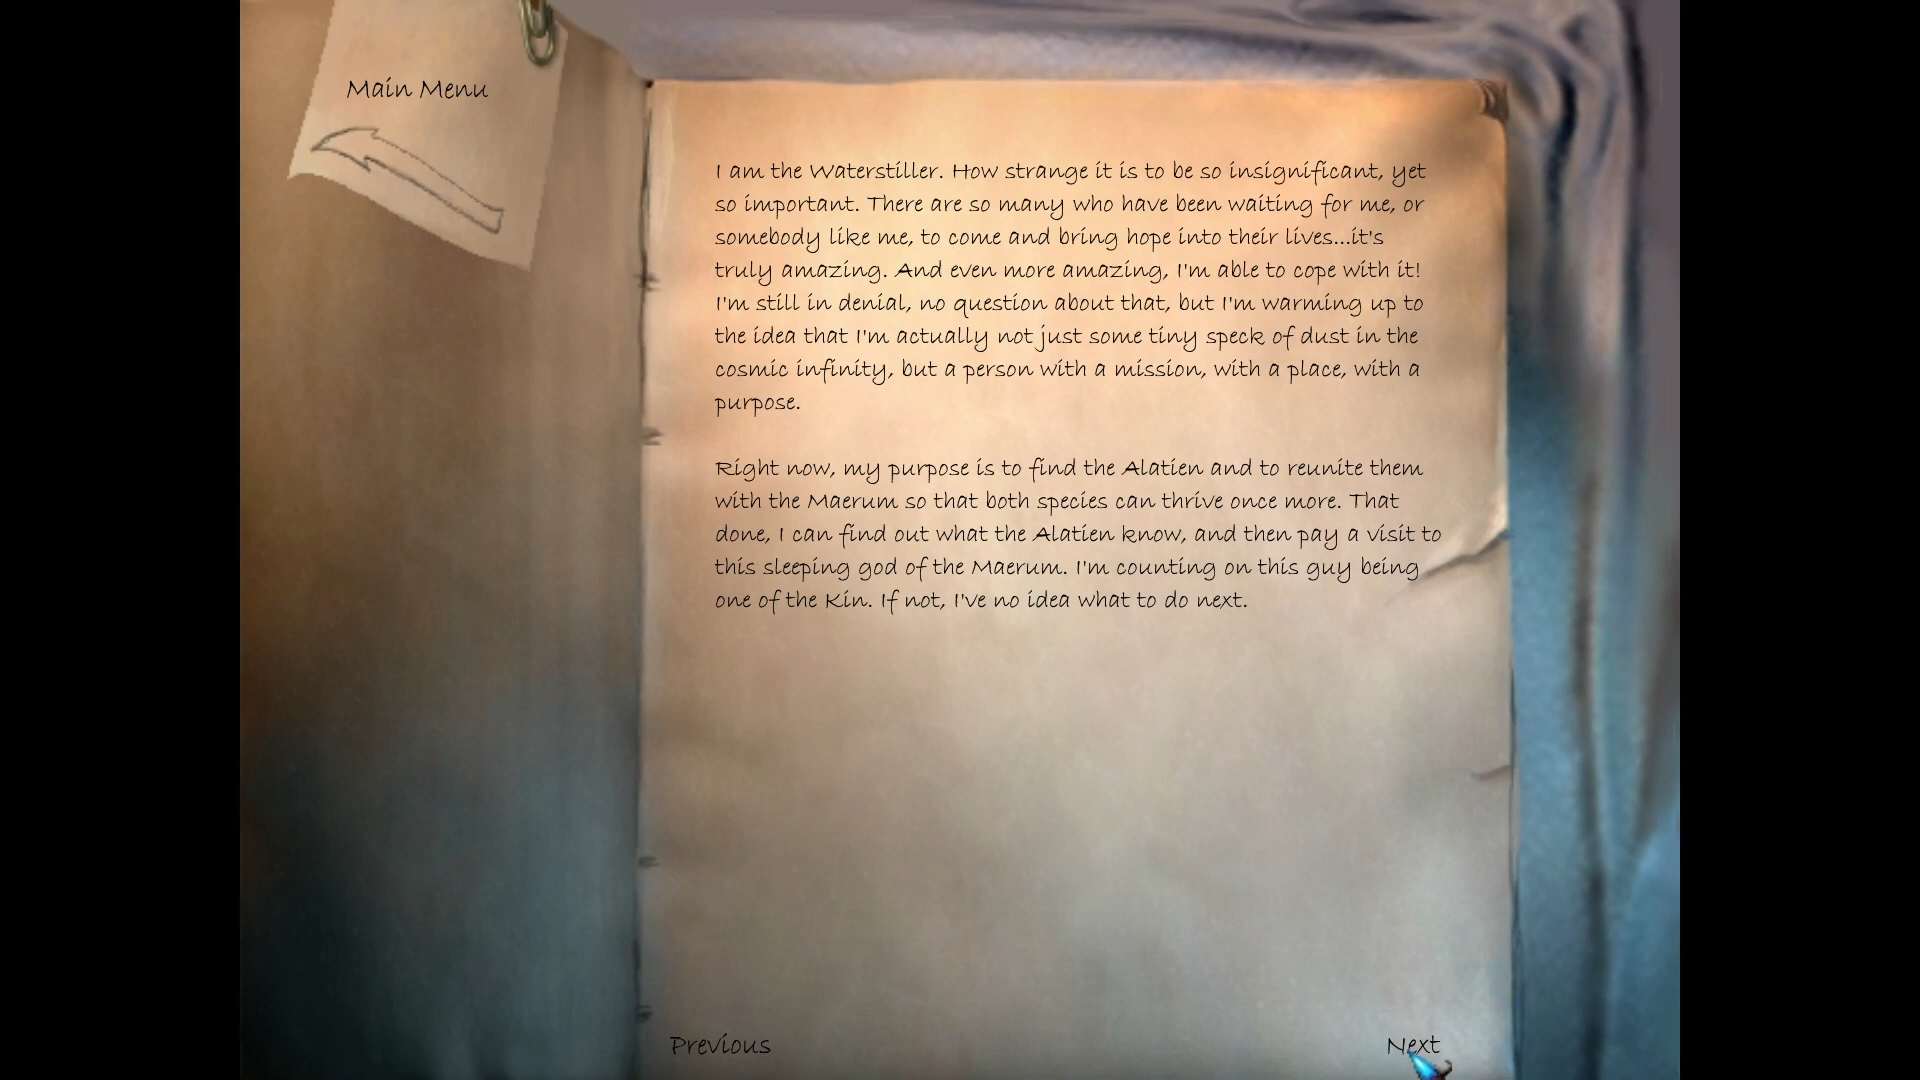 Main Menu
I am the Waterstiller. How strange it is to be so insignificant, yet
so important. There are so many who have been waiting for me, or
somebody like me, to come and bring hope into their lives...it's
truly amazing. And even more amazing, I'm able to cope with it!
I'm still in denial, no question about that, but I'm warming up to
the idea that I'm actually not just some tiny speck of dust in the
cosmic infinity, but a person with a mission, with a place, with a
purpose.
Right now, my purpose is to find the Alatien and to reunite them
with the Maerum so that both species can thrive once more. That
done, I can find out what the Alatien know, and then pay a visit to
this sleeping god of the Maerum. I'm counting on this guy being
one of the Kin. If not, I've no idea what to do next.
Previous
Next